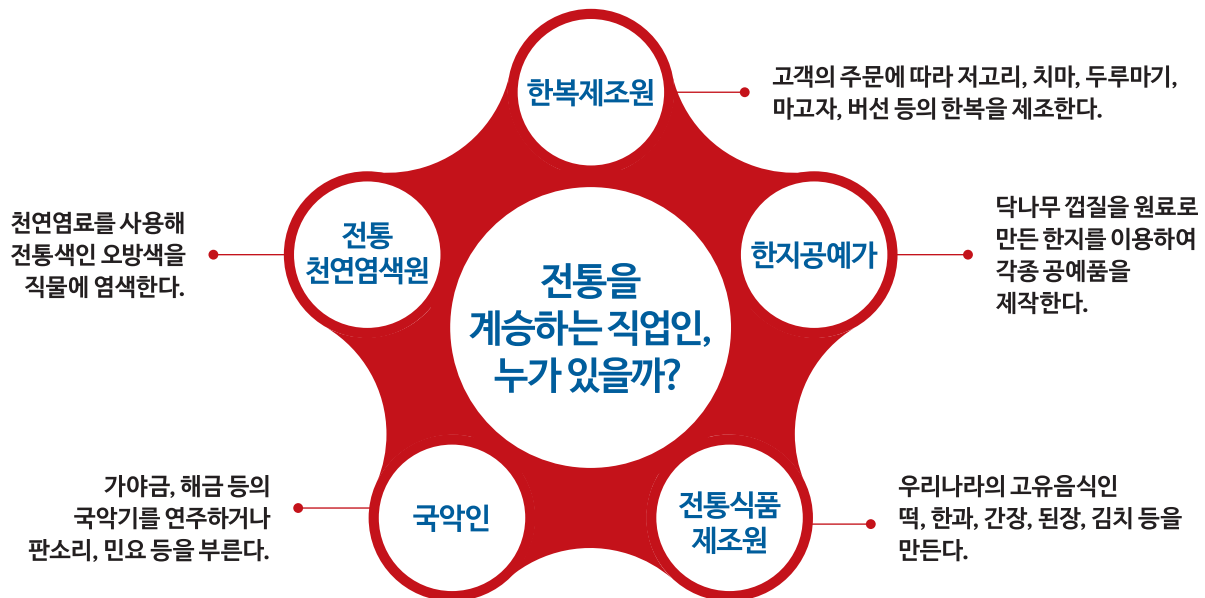 한복제조원
고객의 주문에 따라 저고리, 치마, 두루마기,
마고자, 버선 등의 한복을 제조한다.
천연염료를 사용해
전통색인 오방색을
직물에 염색한다.
전통
천연염색원
전통을
계승하는 직업인,
누가 있을까?
한지공예가
닥나무 껍질을 원료로
만든 한지를 이용하여
각종 공예품을
제작한다.
가야금, 해금 등의
국악기를 연주하거나
판소리, 민요 등을 부른다.
국악인
전통식품
제조원
우리나라의 고유음식인
떡, 한과, 간장, 된장, 김치 등을
만든다.